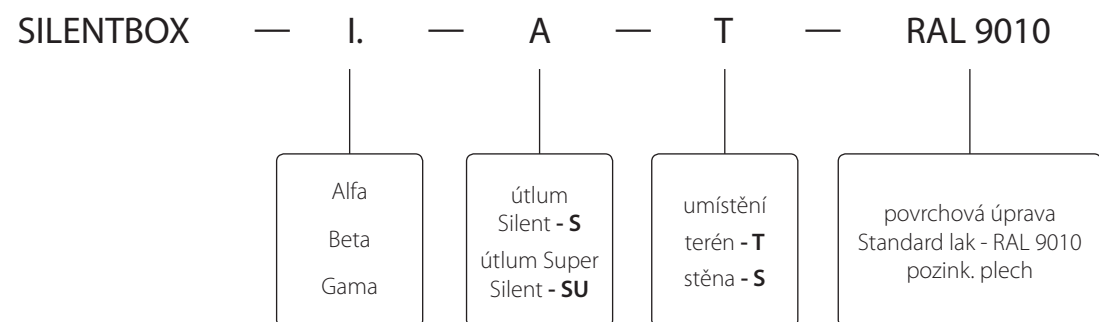 SILENTBOX — I. — A — T — RAL 9010
Alfa
Beta
Gama
útlum
Silent - S
útlum Super
Silent - SU
umístění
terén - T
stěna - S
povrchová úprava
Standard lak - RAL 9010
pozink. plech